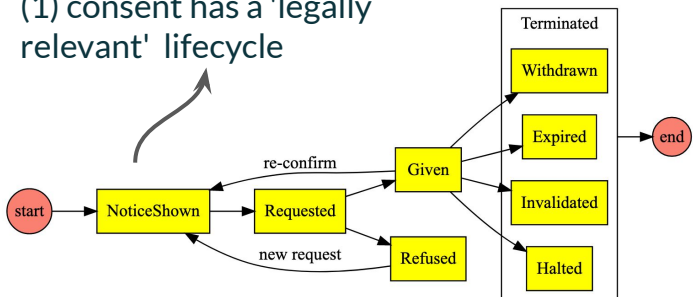 (1) consent has a 'legally
relevant' lifecycle
Terminated
Withdrawn
Expired
Invalidated
Halted
end
re-confirm
Given
start
NoticeShown
Requested
new request
Refused